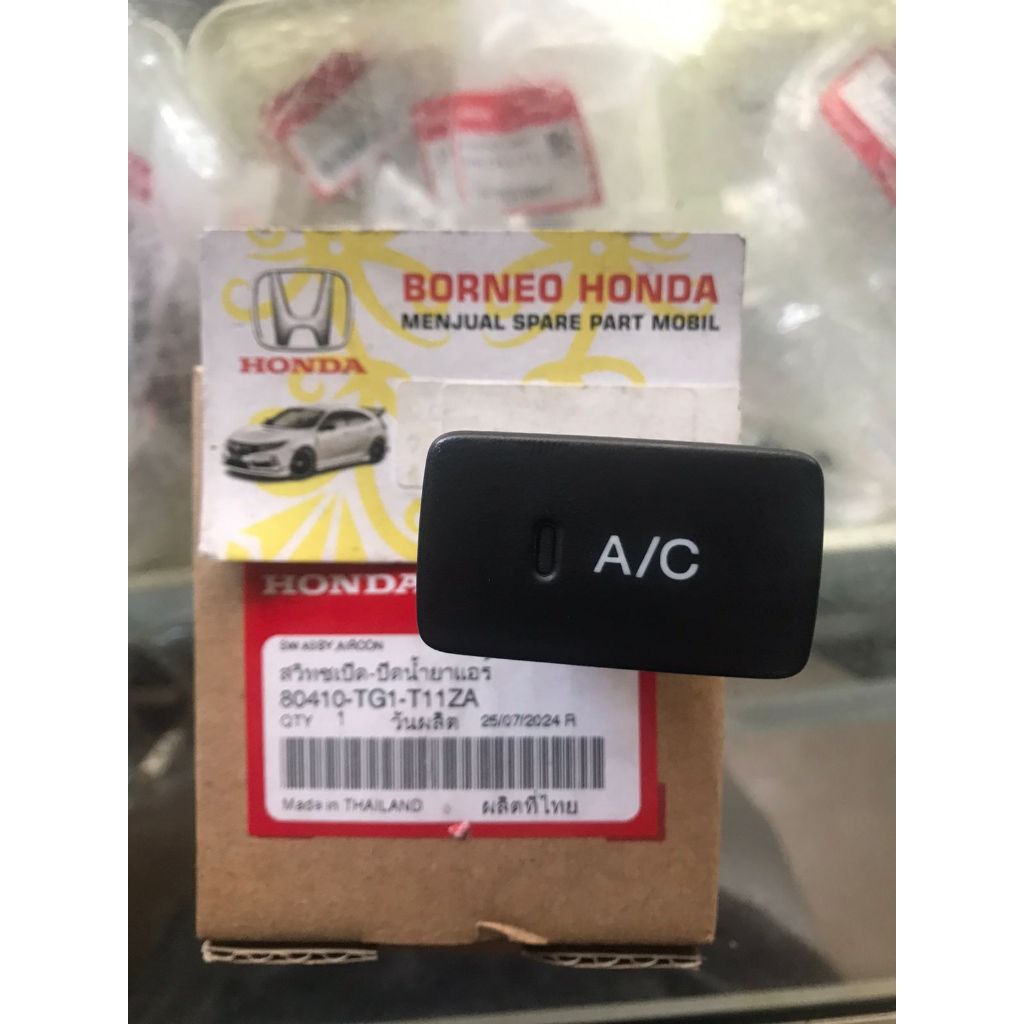 BORNEO HONDA
MENJUAL SPARE PART MOBIL
HONDA
A/C
HONDA
SW ASSY AIRCON
สวิทชเปิด-ปิดน้ำยาแอร์
80410-TG1-T11ZA
QTY 1 วันผลิต 25/07/2024 R
Made in THAILAND ผลิตที่ไทย